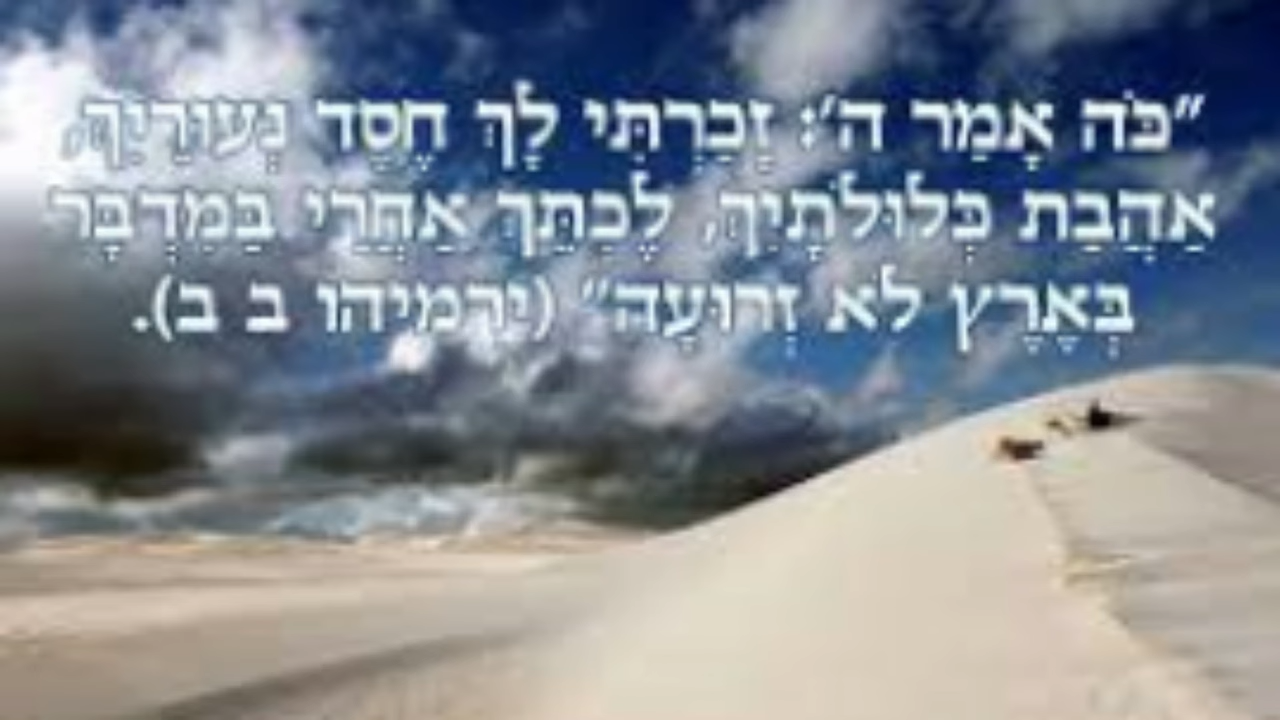 "כֹּה אָמַר ה': זָכַרְתִּי לָךְ חֶסֶד נְעוּרַיִךְ,
אַהֲבַת כְּלוּלֹתָיִךְ, לֶכְתֵּךְ אַחֲרַי בַּמִּדְבָּר
בְּאֶרֶץ לֹא זְרוּעָה" (ירמיהו ב ב).